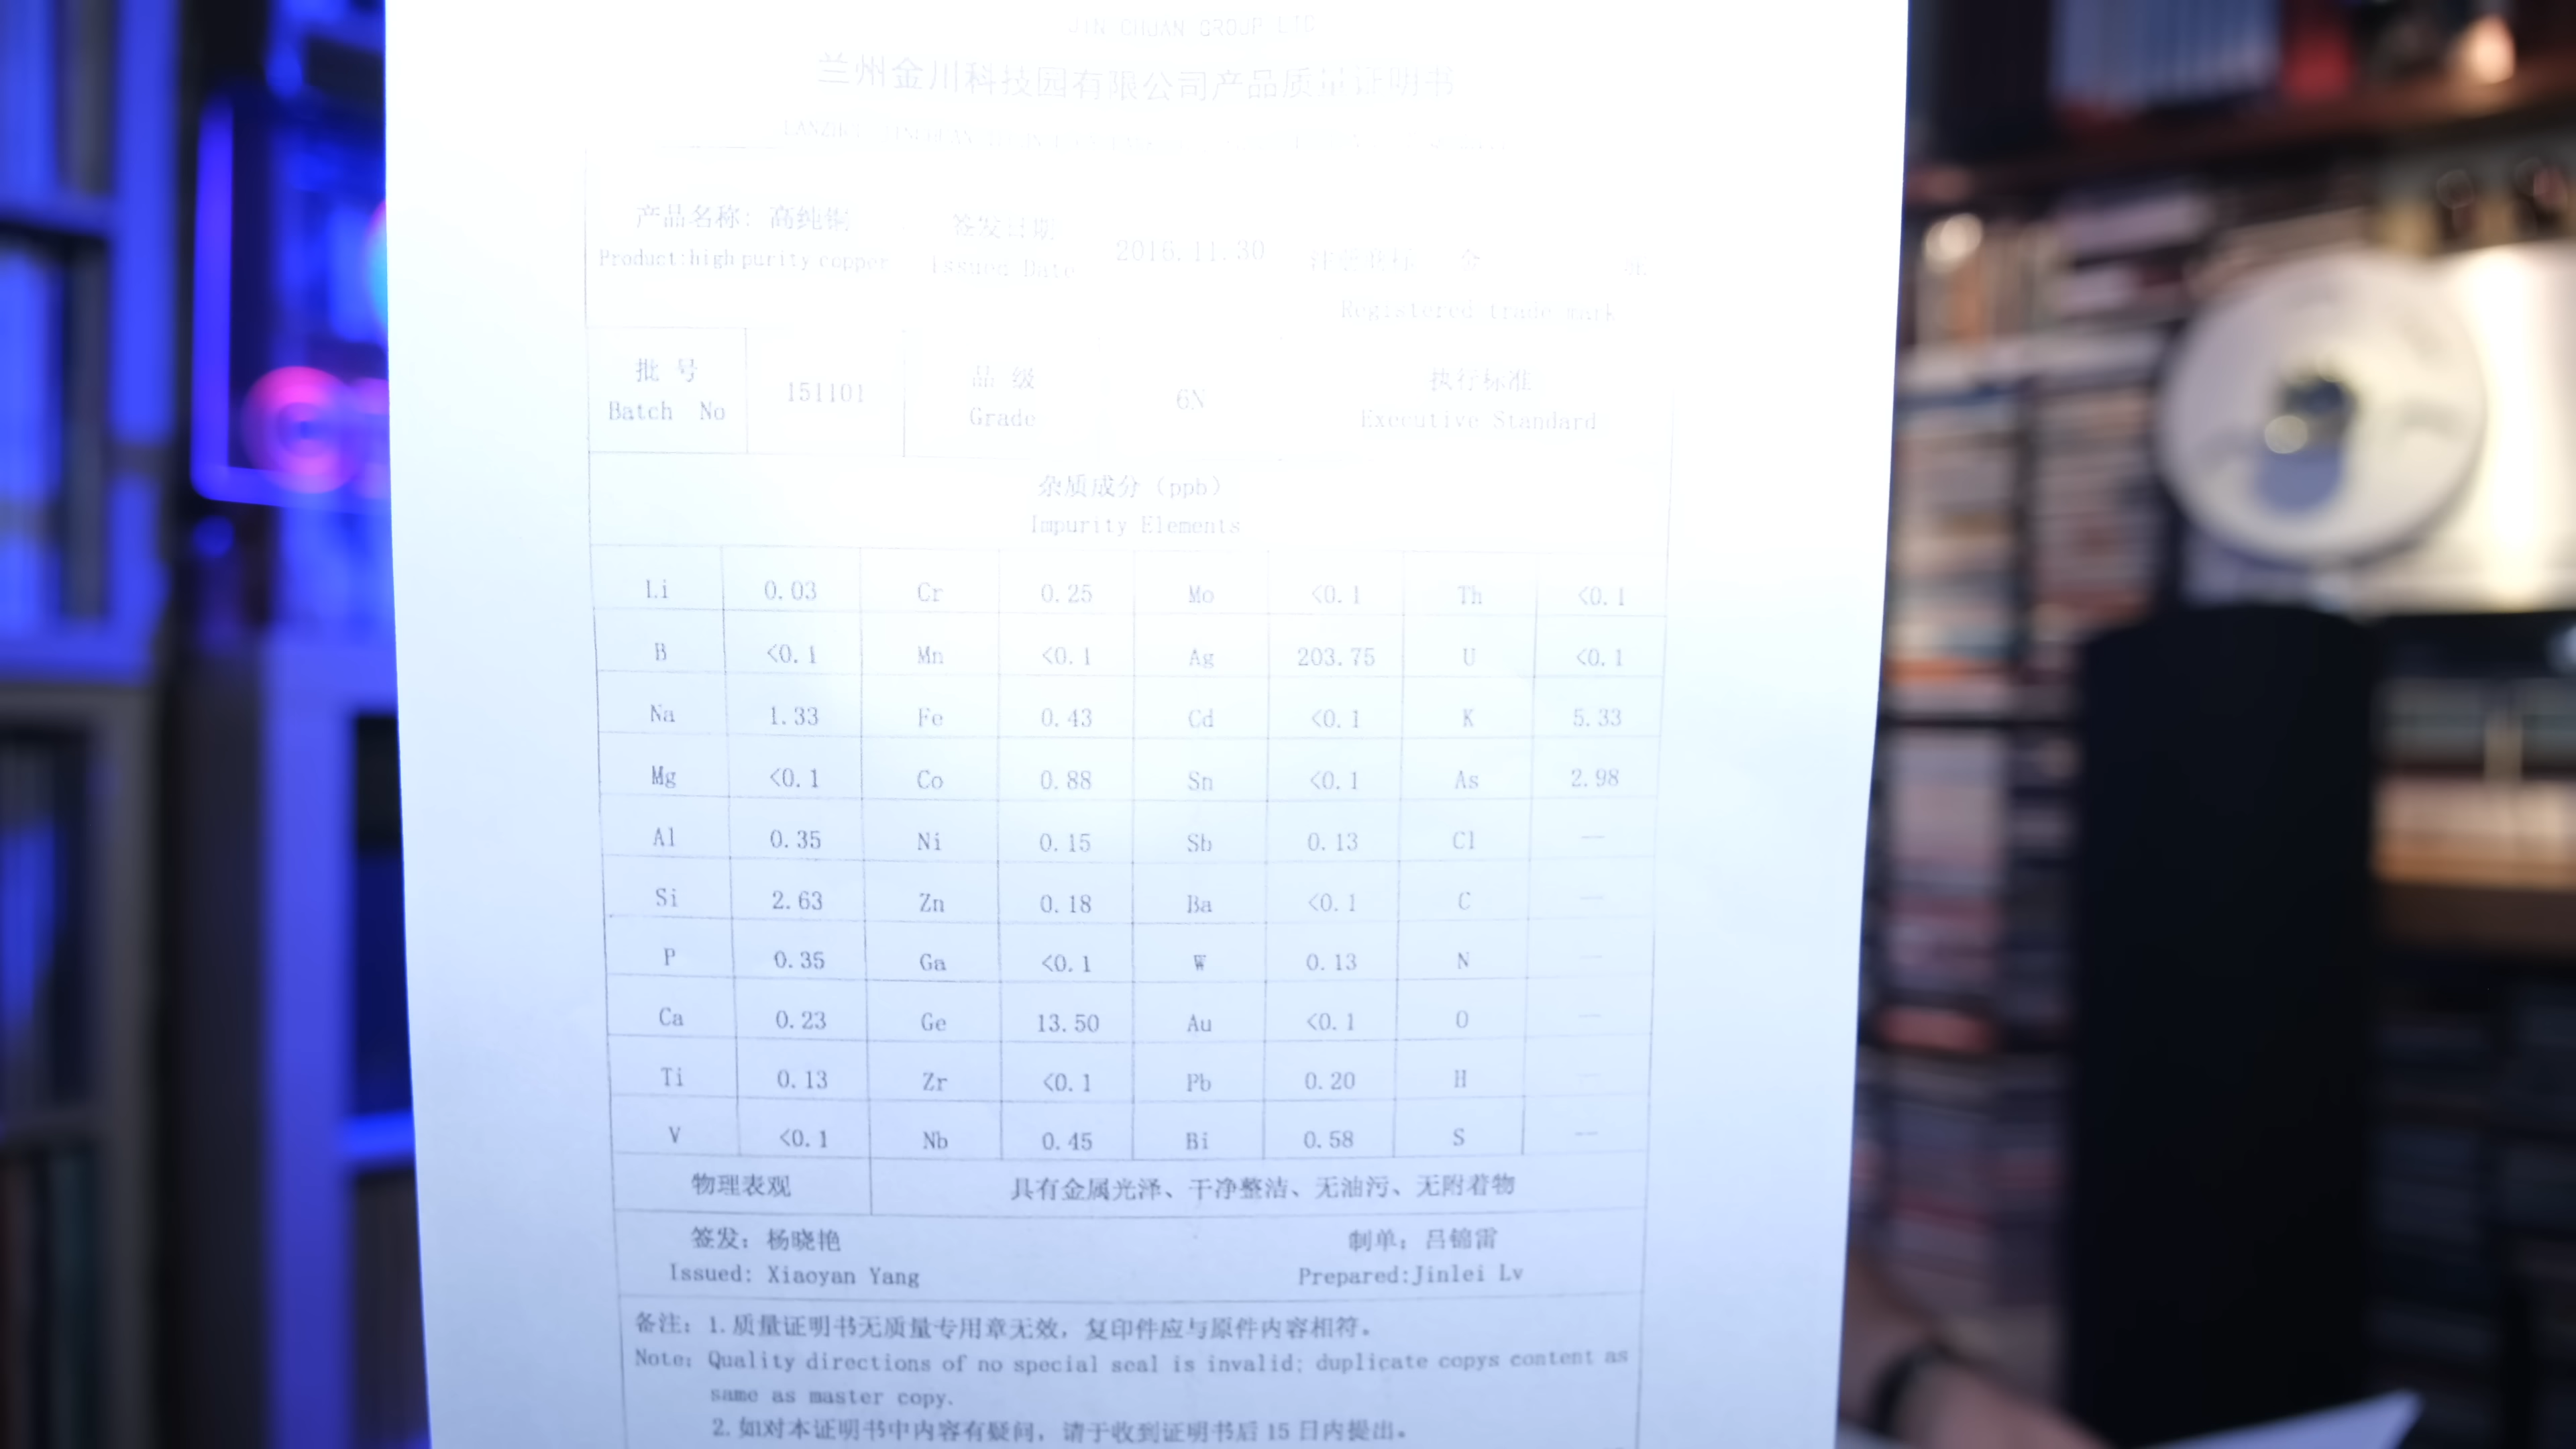 JIN CHUAN GROUP LTD
兰州金川科技园有限公司产品质量证明书
产品名称: 高纯铜 签发日期 2016.11.30
Product:high purity copper Issued Date
Registered trade mark
批 号 151101 品 级 6N 执行标准
Batch No Grade Executive Standard
杂质成分 (ppb)
Impurity Elements
Li 0.03 Cr 0.25 Mo <0.1 Th <0.1
B <0.1 Mn <0.1 Ag 203.75 U <0.1
Na 1.33 Fe 0.43 Cd <0.1 K 5.33
Mg <0.1 Co 0.88 Sn <0.1 As 2.98
Al 0.35 Ni 0.15 Sb 0.13 Cl —
Si 2.63 Zn 0.18 Ba <0.1 C —
P 0.35 Ga <0.1 W 0.13 N —
Ca 0.23 Ge 13.50 Au <0.1 O —
Ti 0.13 Zr <0.1 Pb 0.20 H —
V <0.1 Nb 0.45 Bi 0.58 S —
物理表观 具有金属光泽、干净整洁、无油污、无附着物
签发: 杨晓艳 制单: 吕锦雷
Issued: Xiaoyan Yang Prepared:Jinlei Lv
备注: 1.质量证明书无质量专用章无效，复印件应与原件内容相符。
Note: Quality directions of no special seal is invalid; duplicate copys content as
same as master copy.
2.如对本证明书中内容有疑问，请于收到证明书后 15 日内提出。